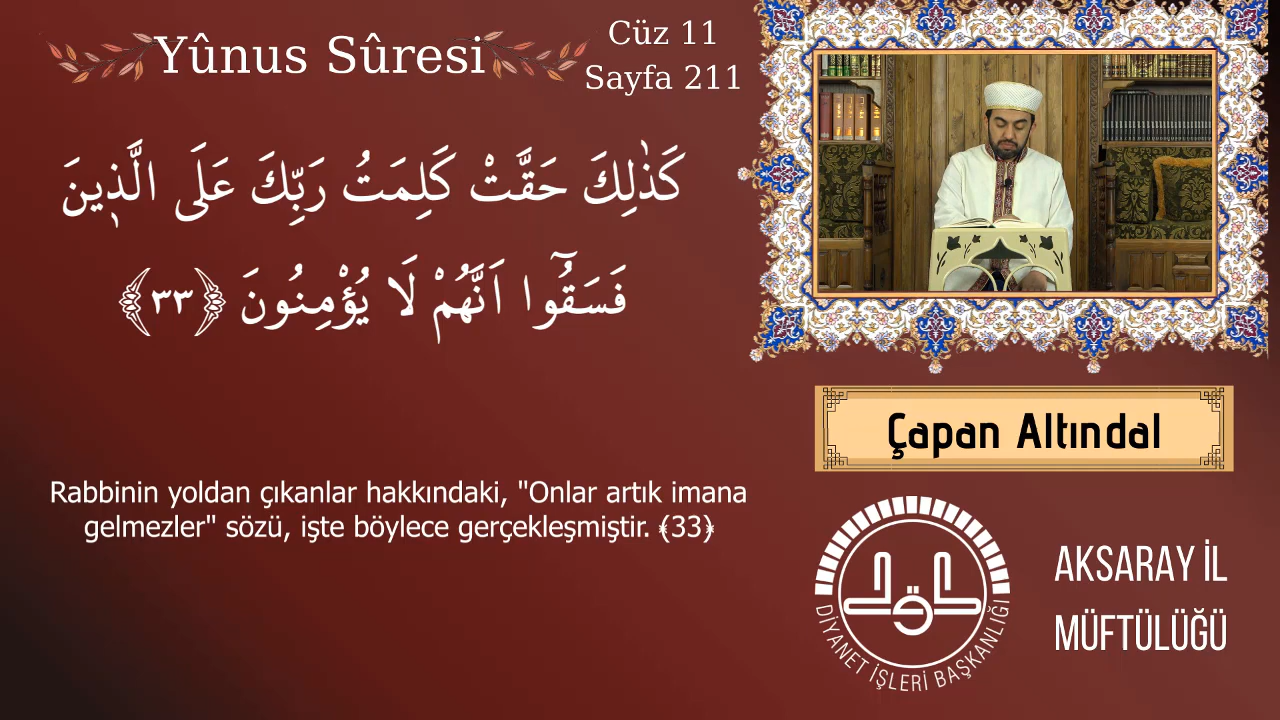 Yûnus Sûresi
Cüz 11
Sayfa 211
كَذٰلِكَ حَقَّتْ كَلِمَتُ رَبِّكَ عَلَى الَّذ۪ينَ
فَسَقُٓوا اَنَّهُمْ لَا يُؤْمِنُونَ ﴿٣٣﴾
Rabbinin yoldan çıkanlar hakkındaki, "Onlar artık imana
gelmezler" sözü, işte böylece gerçekleşmiştir. ﴾33﴿
Çapan Altındal
DİYANET İŞLERİ BAŞKANLIĞI
AKSARAY İL
MÜFTÜLÜĞÜ